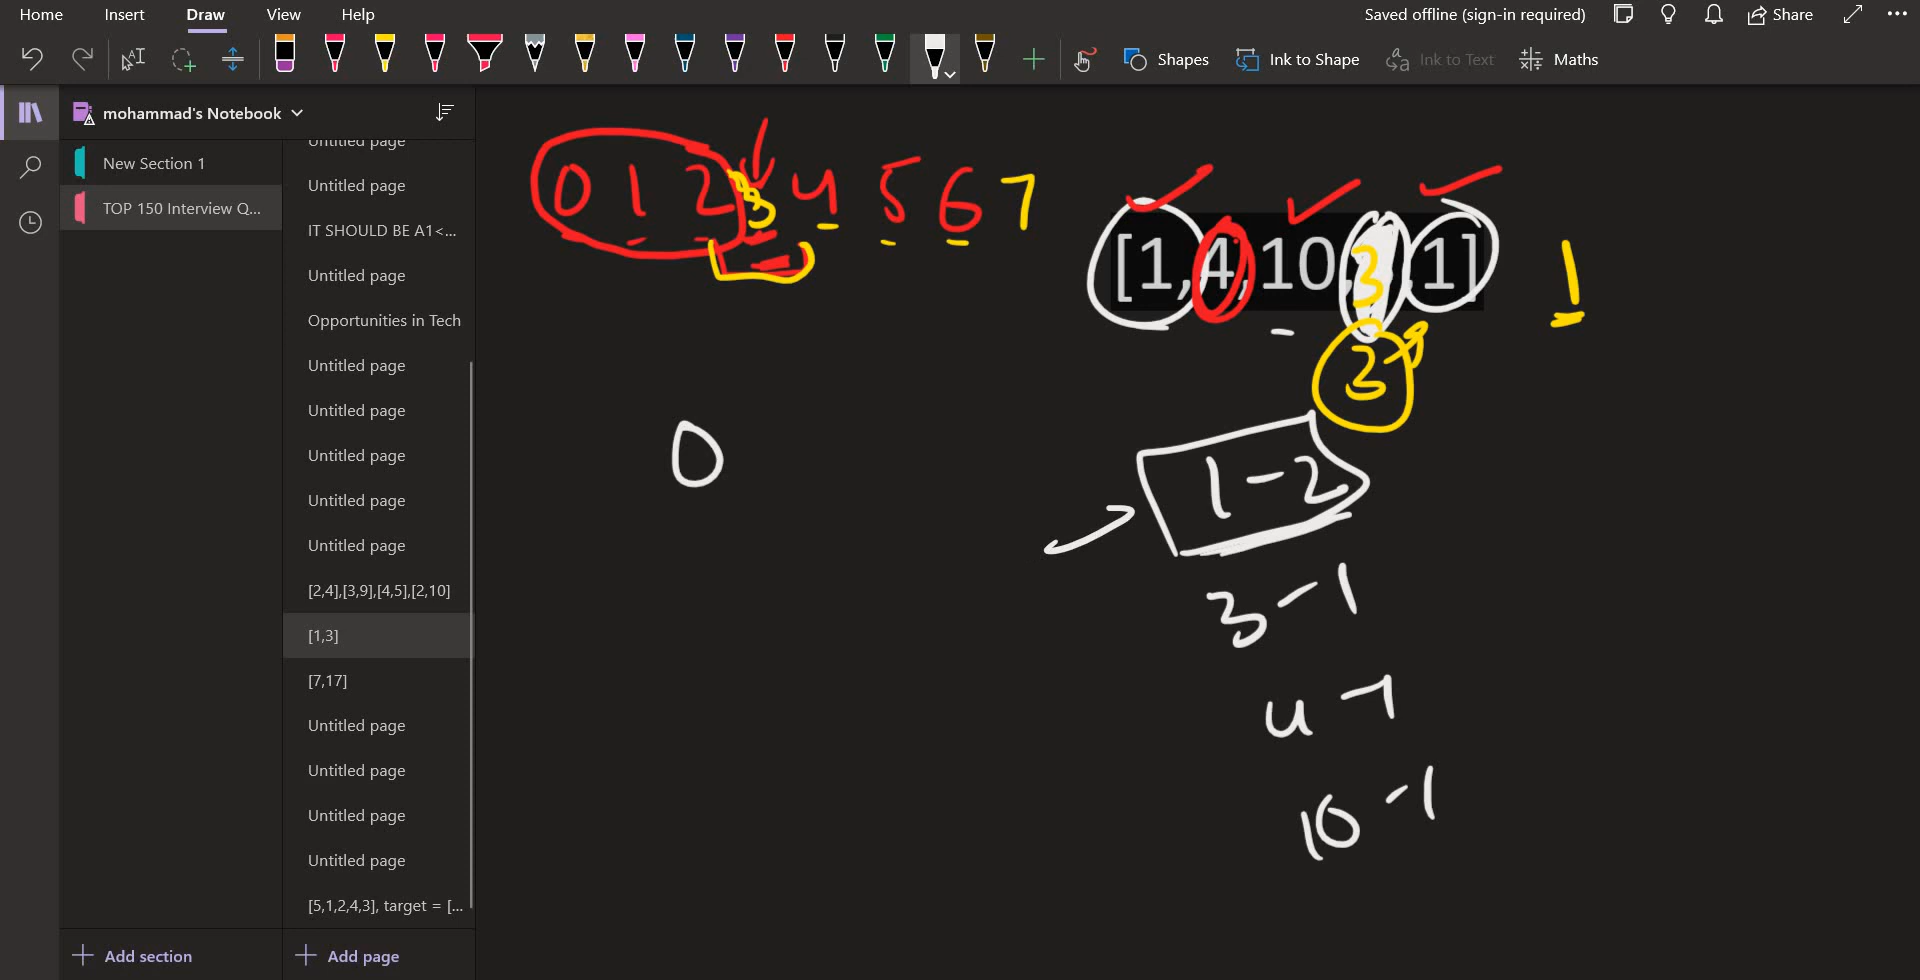 Home Insert Draw View Help Saved offline (sign-in required) Share
Shapes Ink to Shape Ink to Text Maths
mohammad's Notebook
New Section 1
TOP 150 Interview Q...
Untitled page
Untitled page
IT SHOULD BE A1<...
Untitled page
Opportunities in Tech
Untitled page
Untitled page
Untitled page
Untitled page
Untitled page
[2,4],[3,9],[4,5],[2,10]
[1,3]
[7,17]
Untitled page
Untitled page
Untitled page
Untitled page
[5,1,2,4,3], target = [...
Add section
Add page
0 1 2 3 4 5 6 7
[1,4,10,3,1] 1
3
0
1-2
3-1
4-1
10-1